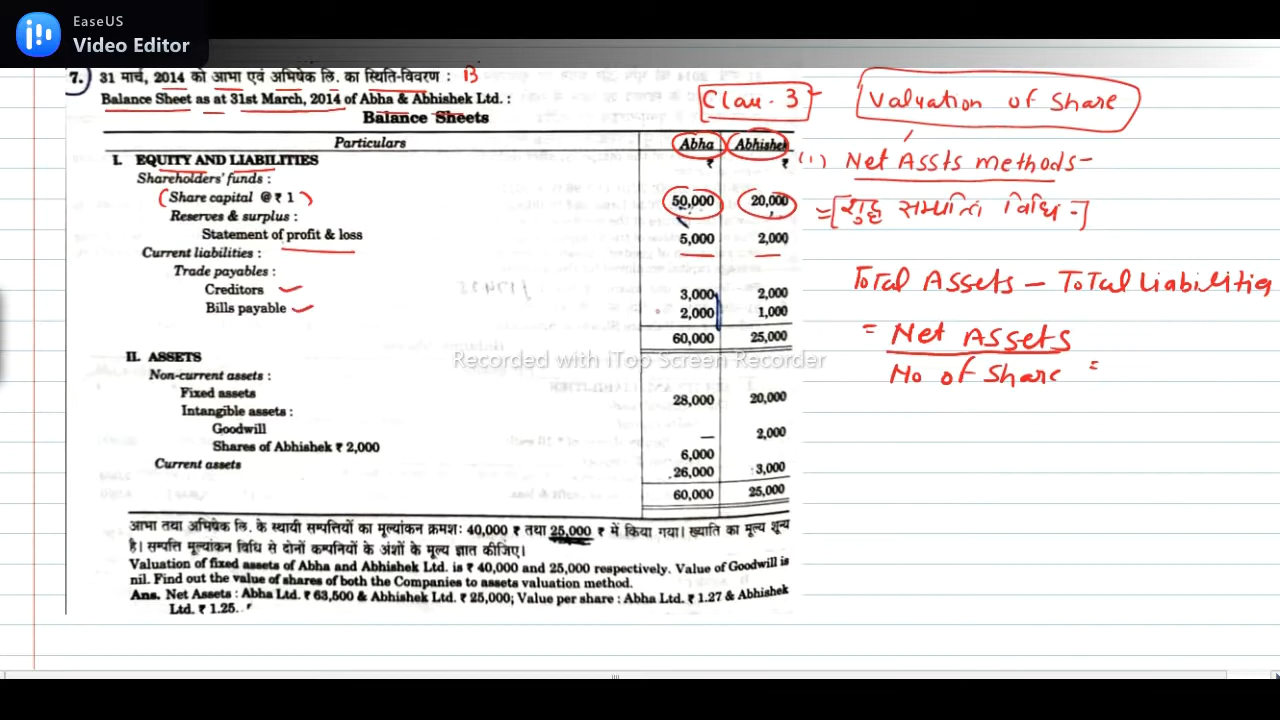 EaseUS
Video Editor
7. 31 मार्च, 2014 को आभा एवं अभिषेक लि. का स्थिति-विवरण : B
Balance Sheet as at 31st March, 2014 of Abha & Abhishek Ltd. :
Balance Sheets
Particulars Abha Abhishek
₹ ₹
I. EQUITY AND LIABILITIES
Shareholders' funds :
Share capital @ ₹ 1 50,000 20,000
Reserves & surplus :
Statement of profit & loss 5,000 2,000
Current liabilities :
Trade payables :
Creditors 3,000 2,000
Bills payable 2,000 1,000
60,000 25,000
II. ASSETS
Non-current assets :
Fixed assets 28,000 20,000
Intangible assets :
Goodwill — 2,000
Shares of Abhishek ₹ 2,000 6,000
Current assets 26,000 3,000
60,000 25,000
आभा तथा अभिषेक लि. के स्थायी सम्पत्तियों का मूल्यांकन क्रमशः 40,000 ₹ तथा 25,000 ₹ में किया गया। ख्याति का मूल्य शून्य
है। सम्पत्ति मूल्यांकन विधि से दोनों कम्पनियों के अंशों के मूल्य ज्ञात कीजिए।
Valuation of fixed assets of Abha and Abhishek Ltd. is ₹ 40,000 and 25,000 respectively. Value of Goodwill is
nil. Find out the value of shares of both the Companies to assets valuation method.
Ans. Net Assets : Abha Ltd. ₹ 63,500 & Abhishek Ltd. ₹ 25,000; Value per share : Abha Ltd. ₹ 1.27 & Abhishek
Ltd. ₹ 1.25.
Clau-3 Valuation of Share
(1) Net Assts methods-
=[शुद्ध सम्पत्ति विधि-]
Total Assets - Total Liabilities
= Net Assets
No of Share =
Recorded with iTop Screen Recorder